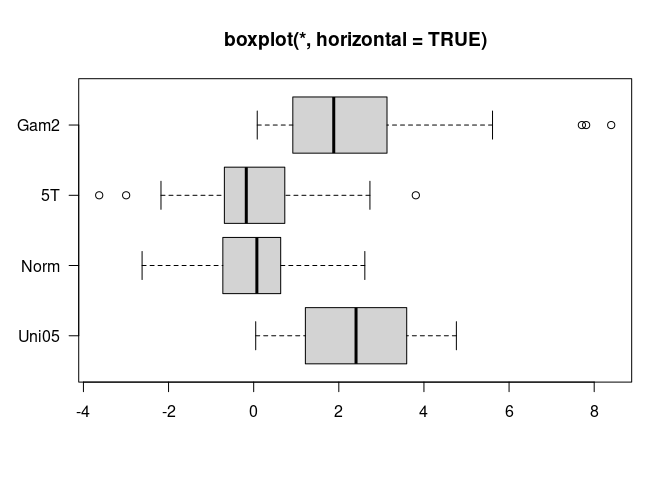 boxplot(*, horizontal = TRUE)
Gam2
5T
Norm
Uni05
-4 -2 0 2 4 6 8